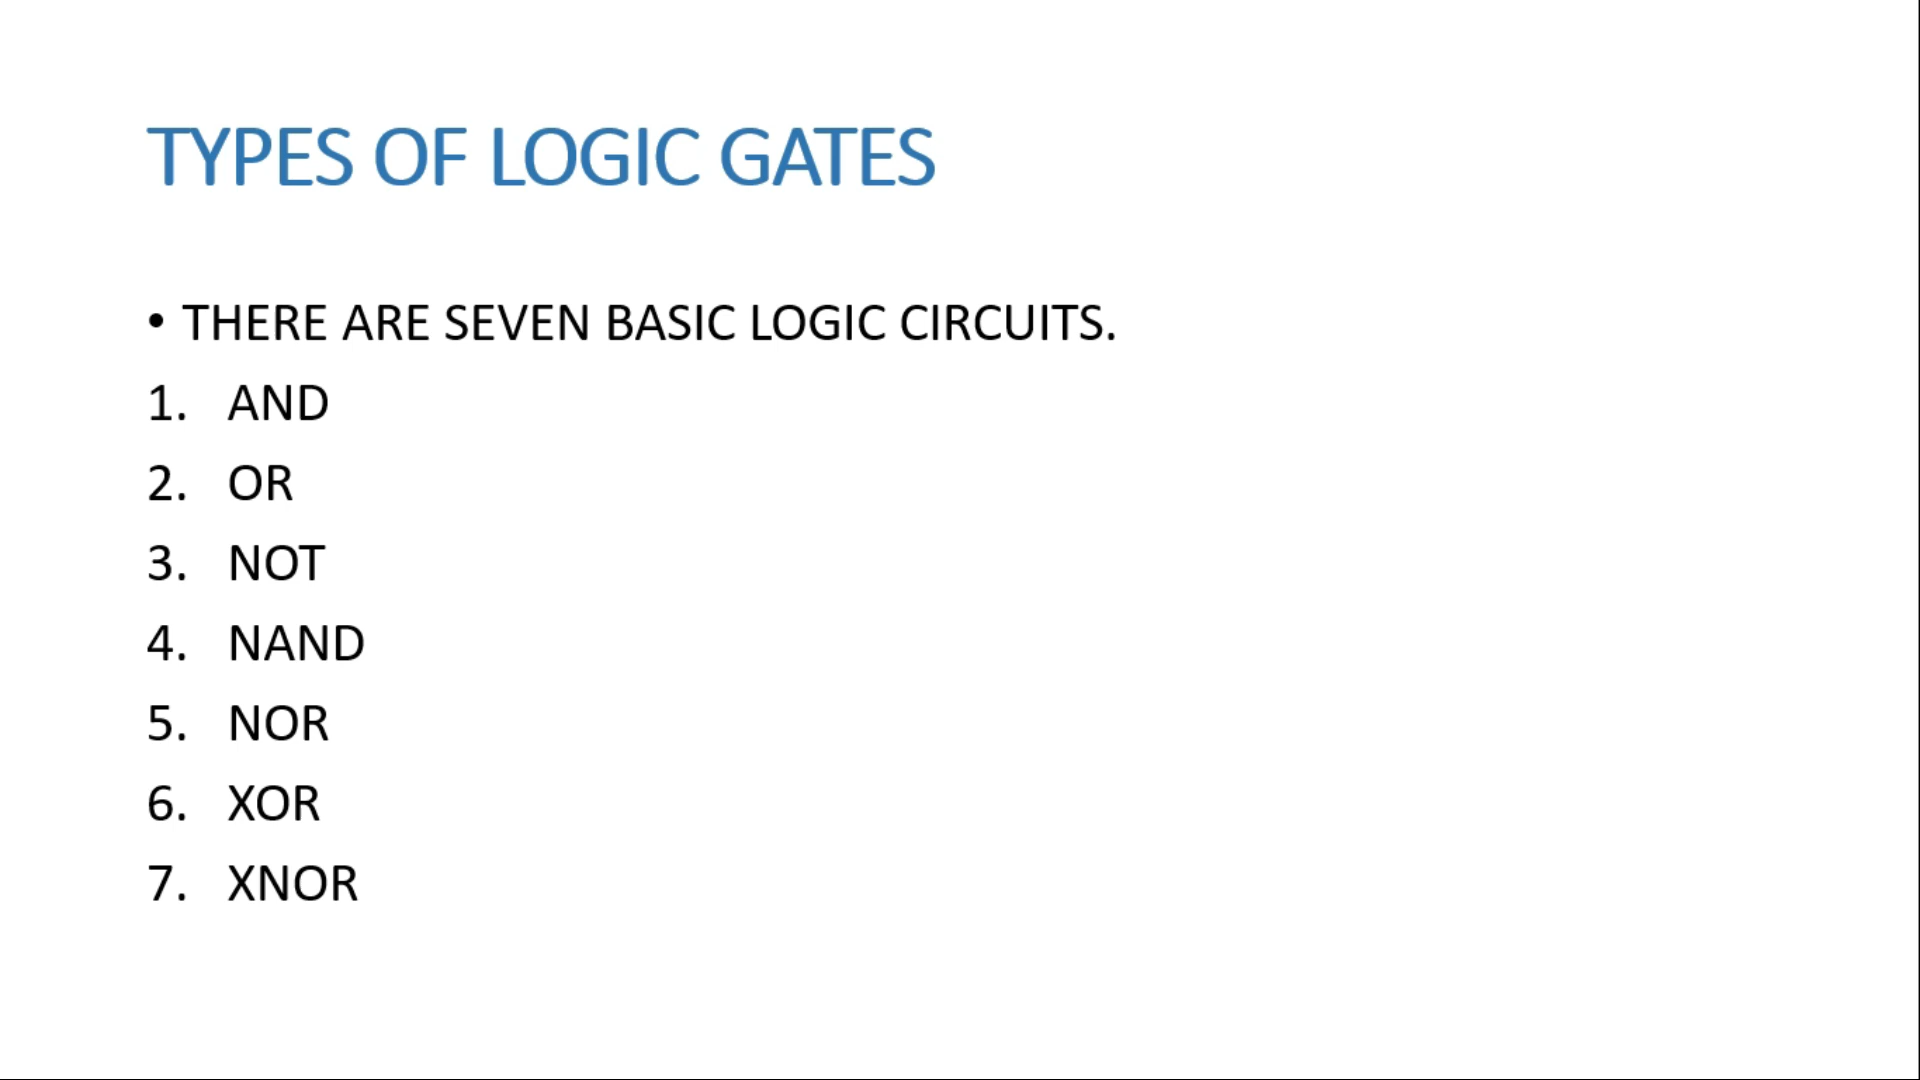 TYPES OF LOGIC GATES
• THERE ARE SEVEN BASIC LOGIC CIRCUITS.
1. AND
2. OR
3. NOT
4. NAND
5. NOR
6. XOR
7. XNOR